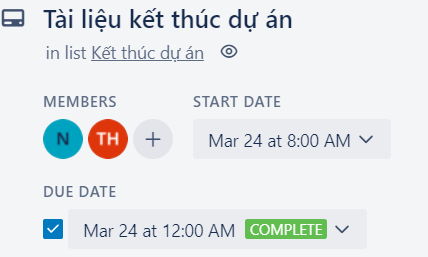 Tài liệu kết thúc dự án
in list Kết thúc dự án
MEMBERS START DATE
N TH + Mar 24 at 8:00 AM
DUE DATE
Mar 24 at 12:00 AM COMPLETE